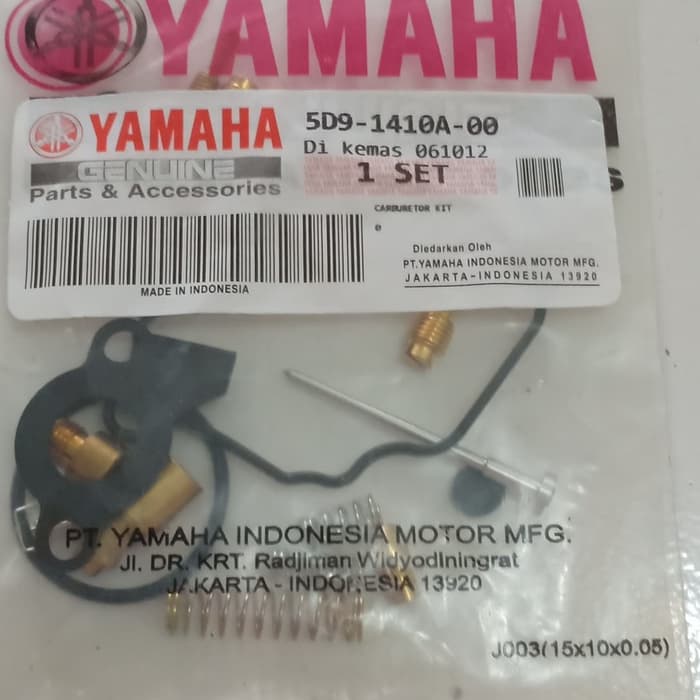 YAMAHA
YAMAHA
GENUINE
Parts & Accessories
5D9-1410A-00
Di kemas 061012
1 SET
CARBURETOR KIT
Diedarkan Oleh
PT.YAMAHA INDONESIA MOTOR MFG.
JAKARTA-INDONESIA 13920
MADE IN INDONESIA
PT. YAMAHA INDONESIA MOTOR MFG.
Jl. DR. KRT. Radjiman Widyodiningrat
JAKARTA - INDONESIA 13920
J003(15x10x0.05)